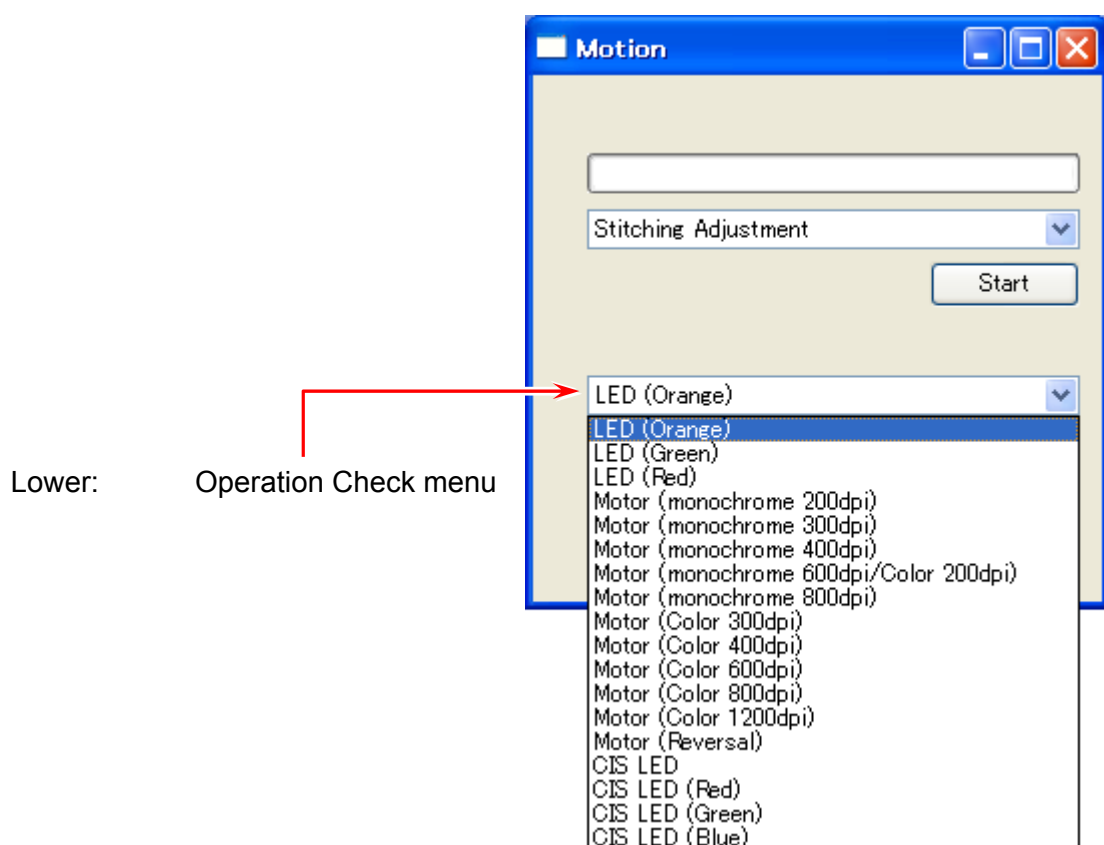 Motion
Stitching Adjustment
Start
LED (Orange)
LED (Orange)
LED (Green)
LED (Red)
Lower: Operation Check menu
Motor (monochrome 200dpi)
Motor (monochrome 300dpi)
Motor (monochrome 400dpi)
Motor (monochrome 600dpi/Color 200dpi)
Motor (monochrome 800dpi)
Motor (Color 300dpi)
Motor (Color 400dpi)
Motor (Color 600dpi)
Motor (Color 800dpi)
Motor (Color 1200dpi)
Motor (Reversal)
CIS LED
CIS LED (Red)
CIS LED (Green)
CIS LED (Blue)